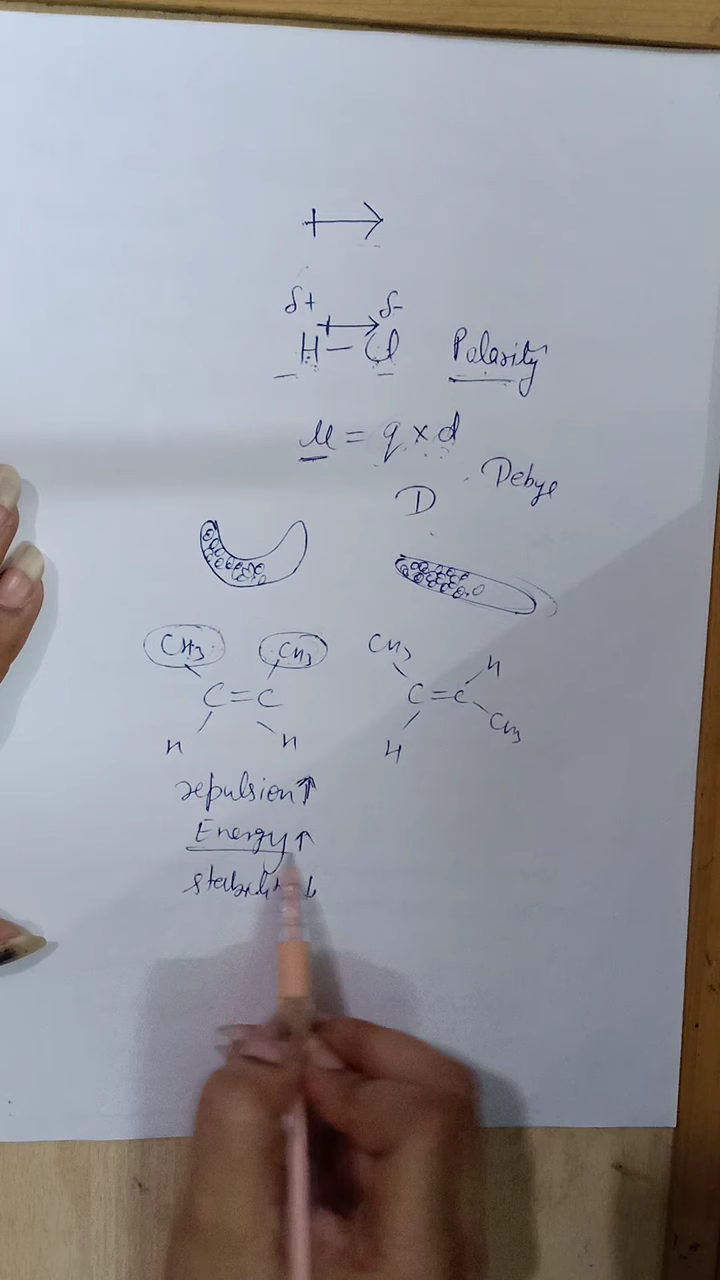 δ+ δ-
H — Cl Polarity
μ = q × d
D Debye
CH3 CH3 CH3 H
C = C C = C
H H H CH3
repulsion ↑
Energy ↑
↓